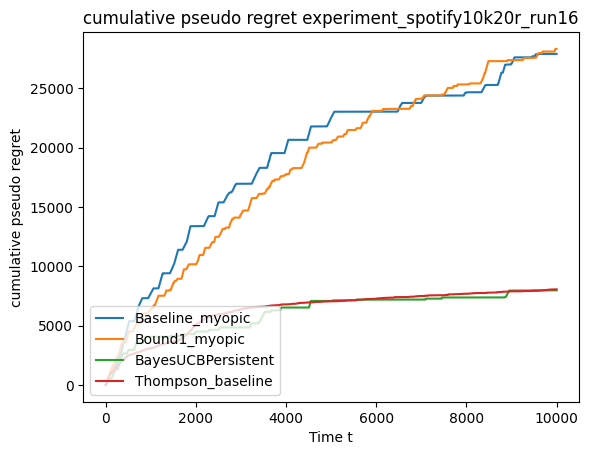 cumulative pseudo regret experiment_spotify10k20r_run16
cumulative pseudo regret
25000
20000
15000
10000
5000
0
Baseline_myopic
Bound1_myopic
BayesUCBPersistent
Thompson_baseline
0 2000 4000 6000 8000 10000
Time t